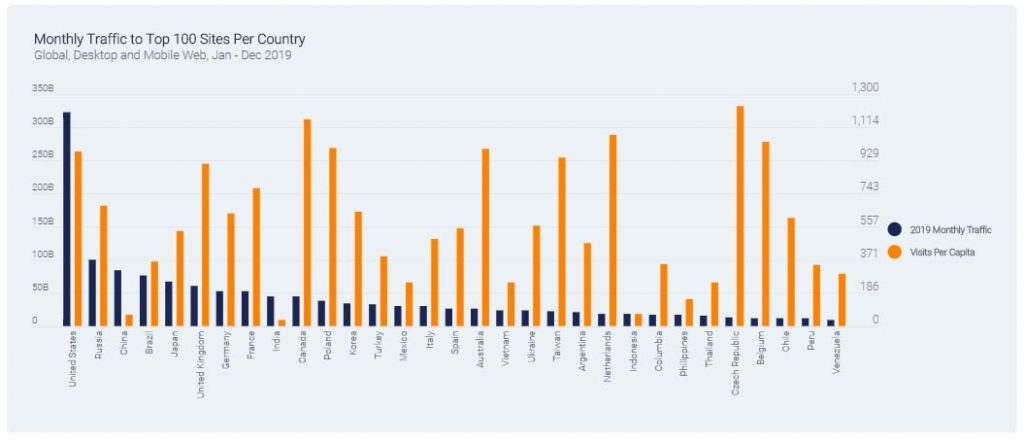 Monthly Traffic to Top 100 Sites Per Country
Global, Desktop and Mobile Web, Jan - Dec 2019
350B
300B
250B
200B
150B
100B
50B
0
1,300
1,114
929
743
557
371
186
0
2019 Monthly Traffic
Visits Per Capita
United States
Russia
China
Brazil
Japan
United Kingdom
Germany
France
India
Canada
Poland
Korea
Turkey
Mexico
Italy
Spain
Australia
Vietnam
Ukraine
Taiwan
Argentina
Netherlands
Indonesia
Columbia
Philippines
Thailand
Czech Republic
Belgium
Chile
Peru
Venezuela